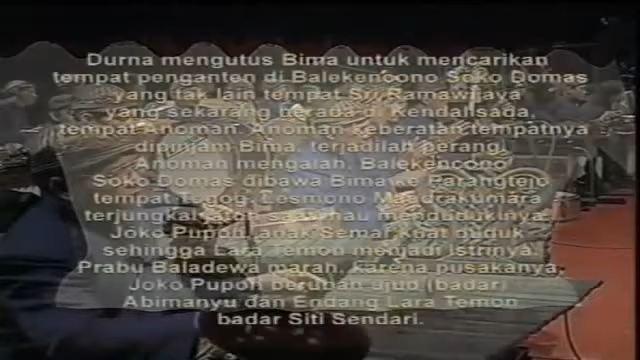 Durna mengutus Bima untuk mencarikan
tempat penganten di Balekencono Soko Domas
yang tak lain tempat Sri Ramawijaya
yang sekarang berada di Kendalisada,
tempat Anoman. Anoman keberatan tempatnya
dipinjam Bima, terjadilah perang.
Anoman mengalah, Balekencono
Soko Domas dibawa Bima ke Parangtejo
tempat Togog. Lesmono Mandrakumara
terjungkal saat mau mendudukinya.
Joko Pupon anak Semar kuat duduk
sehingga Lara Temon menjadi istrinya.
Prabu Baladewa marah, karena pusakanya.
Joko Pupon berubah ujud (badar)
Abimanyu dan Endang Lara Temon
badar Siti Sendari.